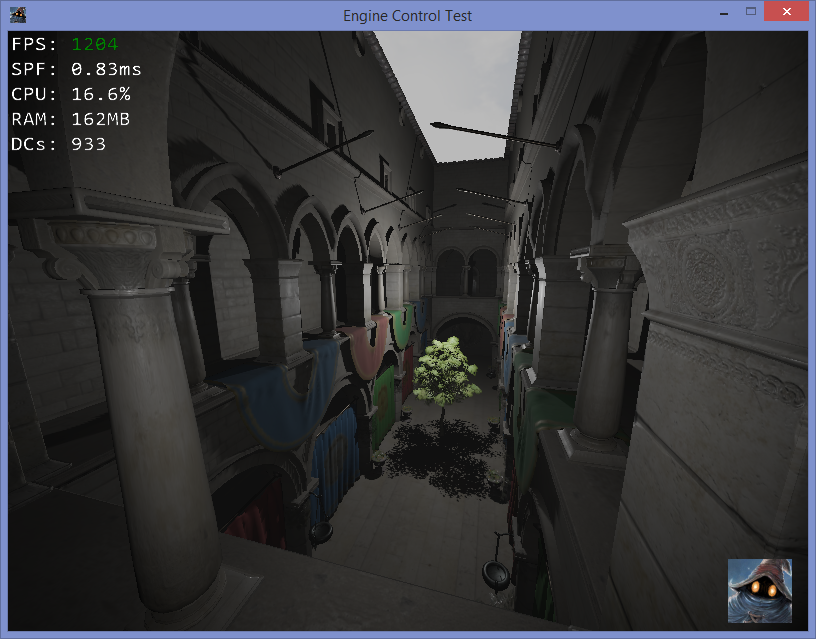 Engine Control Test
FPS: 1204
SPF: 0.83ms
CPU: 16.6%
RAM: 162MB
DCs: 933